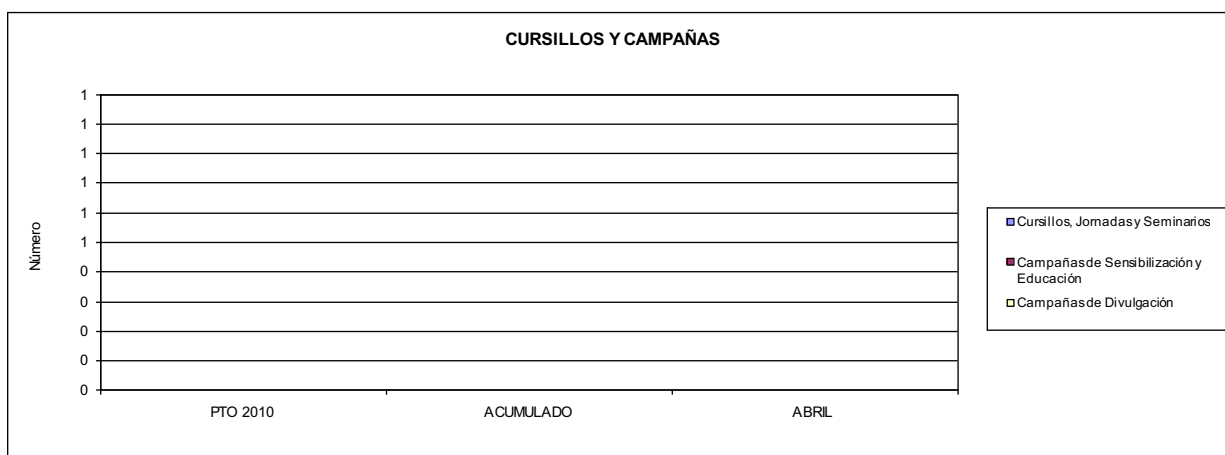 CURSILLOS Y CAMPAÑAS
1
1
1
1
1
1
0
0
0
0
0
Número
PTO 2010
ACUMULADO
ABRIL
Cursillos, Jornadas y Seminarios
Campañas de Sensibilización y
Educación
Campañas de Divulgación